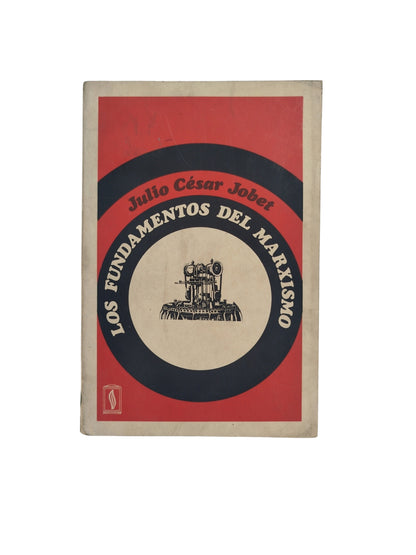 Julio César Jobet
LOS FUNDAMENTOS DEL MARXISMO